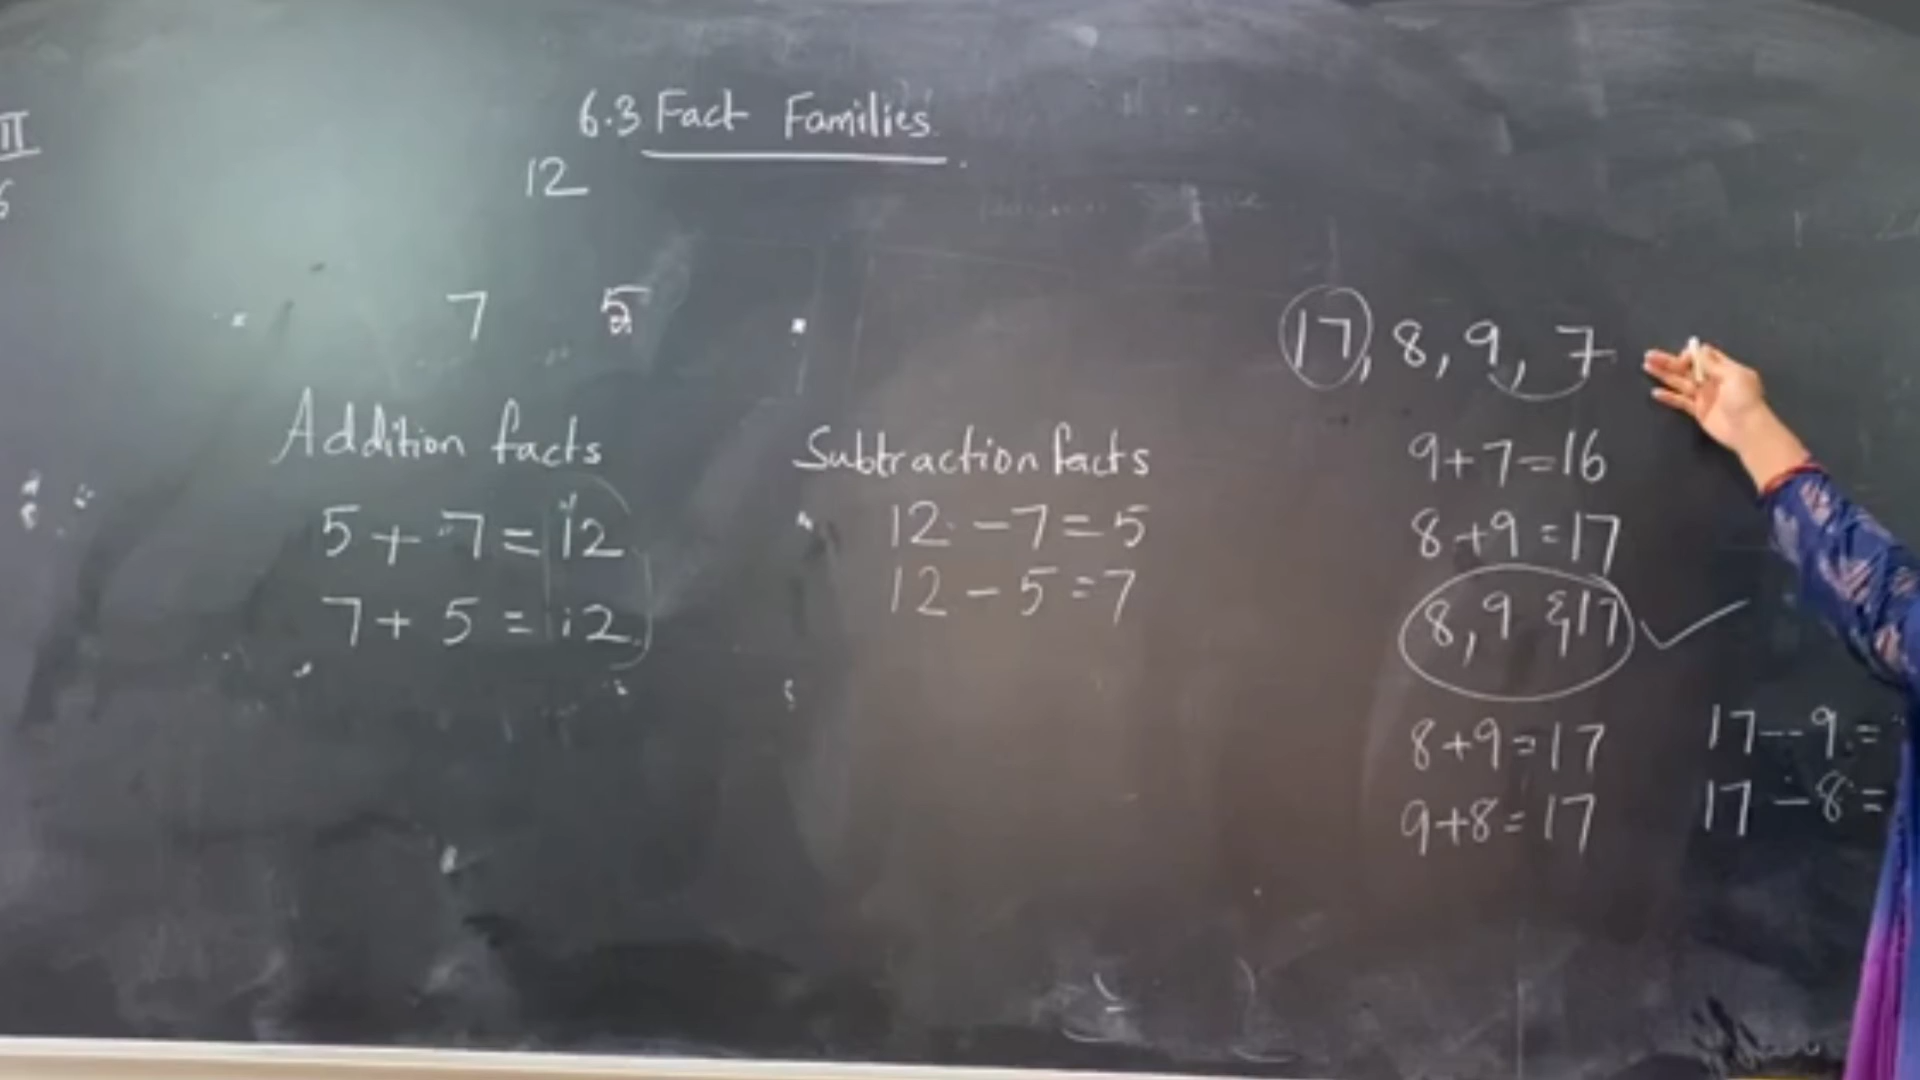 II
6
6.3 Fact Families
12
7 5
Addition facts
5 + 7 = 12
7 + 5 = 12
Subtraction facts
12 - 7 = 5
12 - 5 = 7
17, 8, 9, 7
9 + 7 = 16
8 + 9 = 17
8, 9 & 17
8 + 9 = 17
9 + 8 = 17
17 - 9 =
17 - 8 =